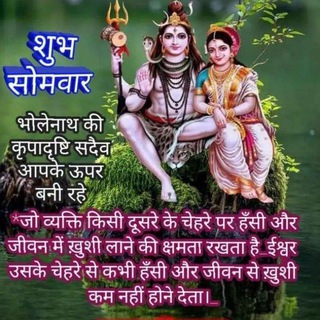 शुभ
सोमवार
भोलेनाथ की
कृपादृष्टि सदैव
आपके ऊपर
बनी रहे
*जो व्यक्ति किसी दूसरे के चेहरे पर हँसी और
जीवन में ख़ुशी लाने की क्षमता रखता है_ईश्वर
उसके चेहरे से कभी हँसी और जीवन से ख़ुशी
कम नहीं होने देता।_